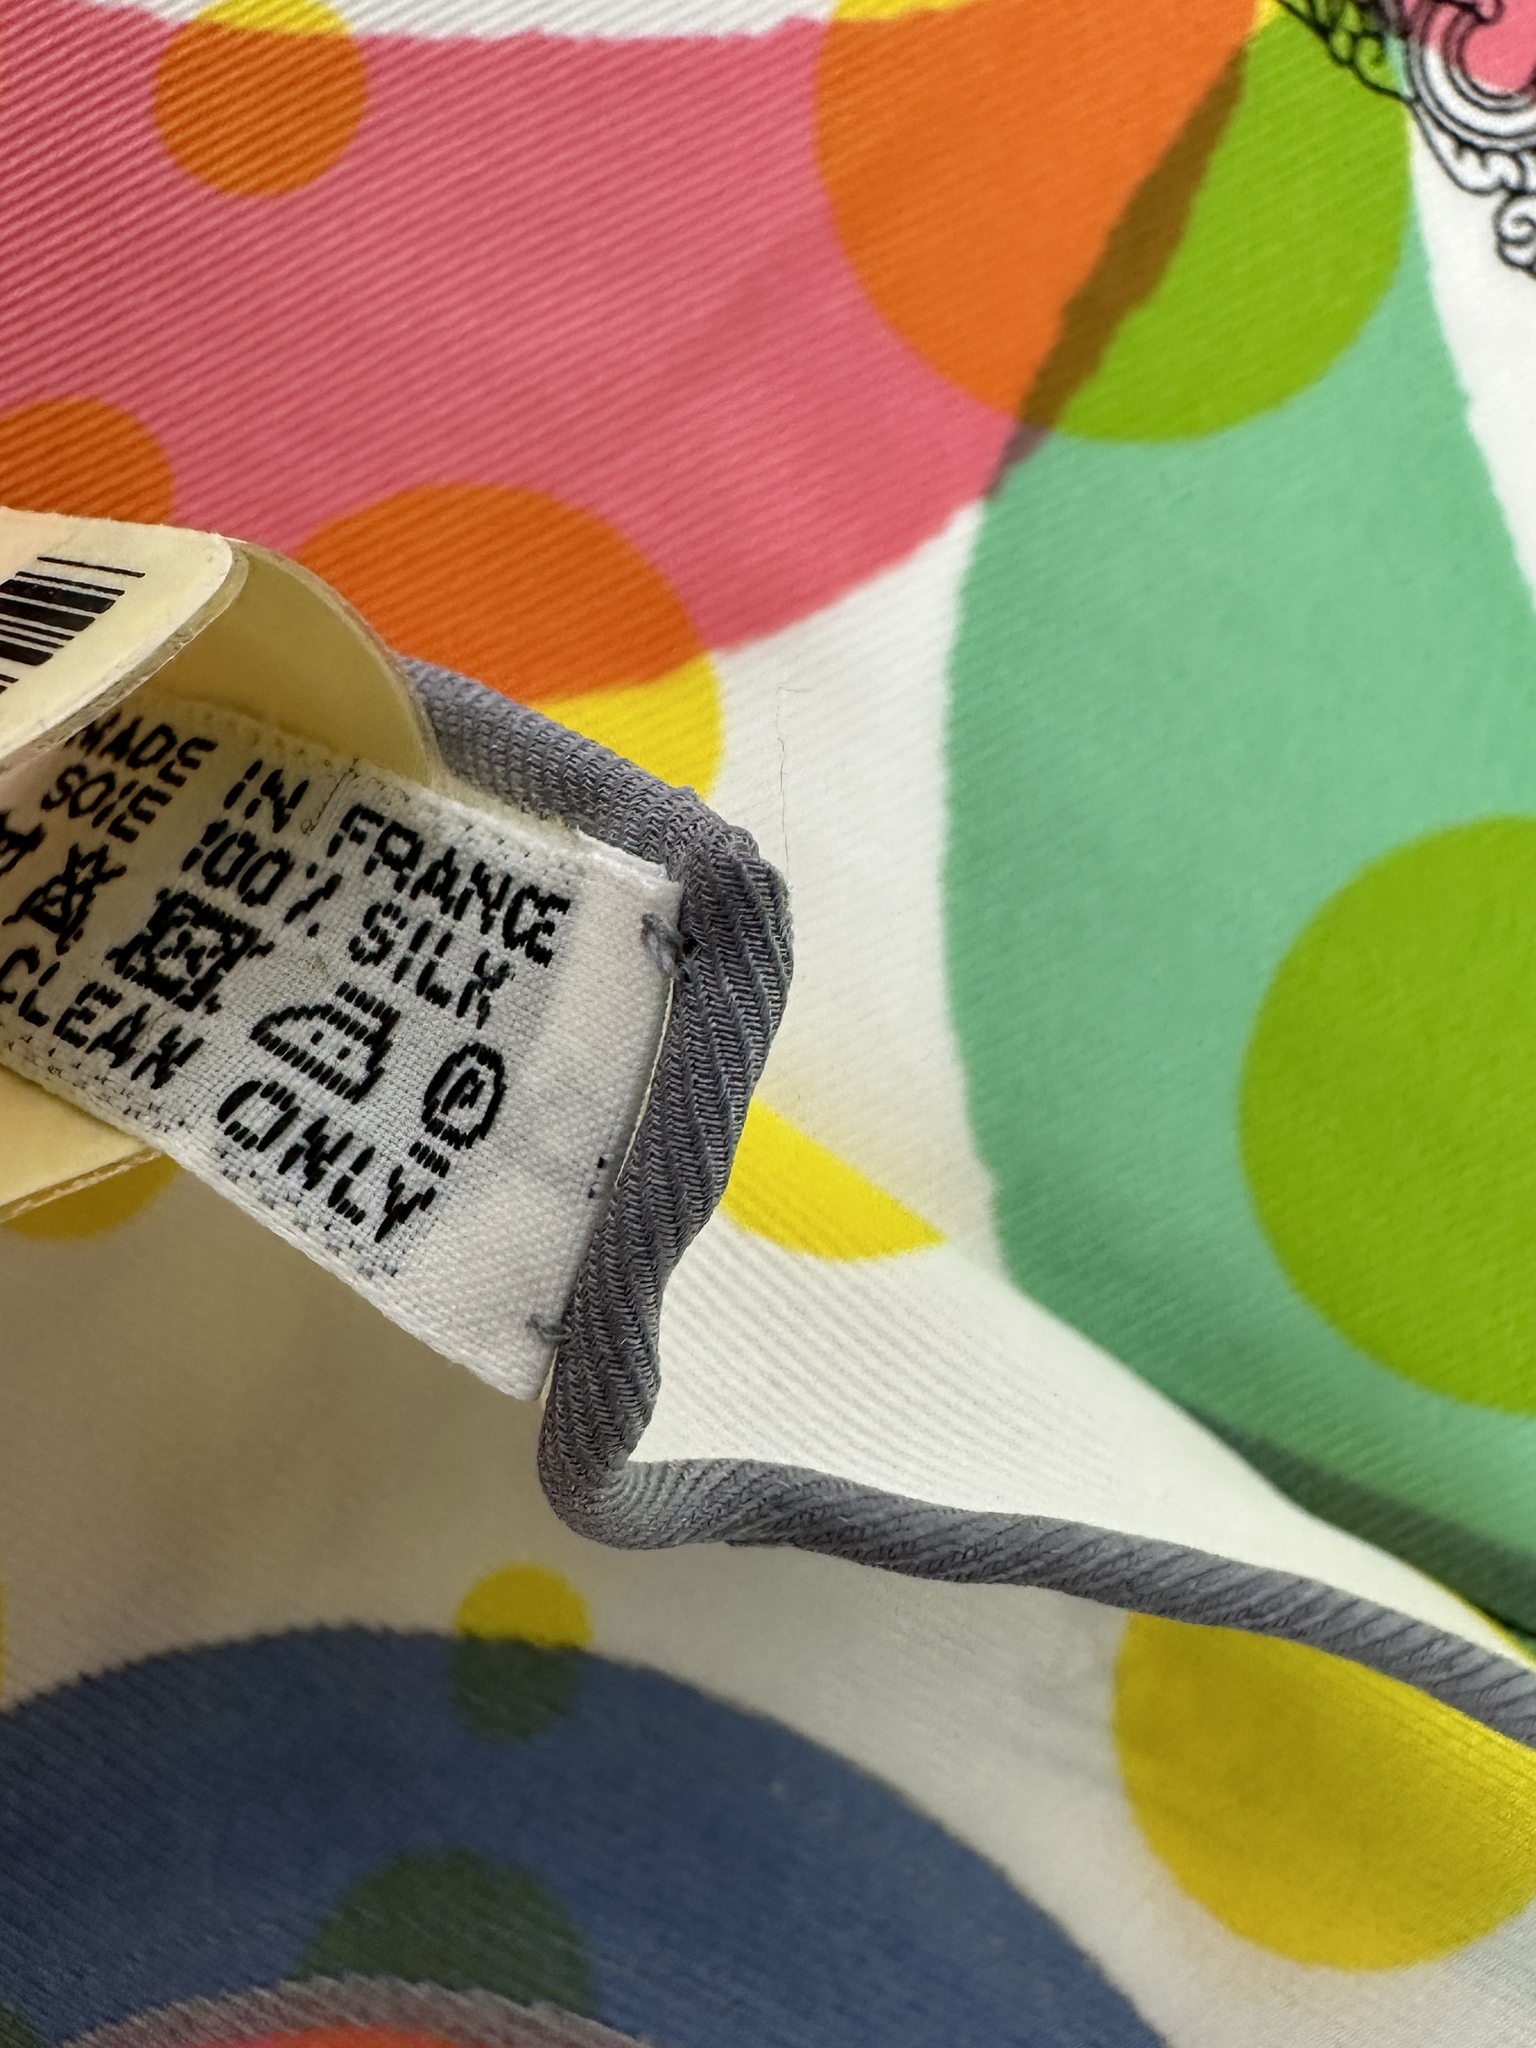 MADE IN FRANCE
SOIE 100% SILK
P
CLEAN ONLY